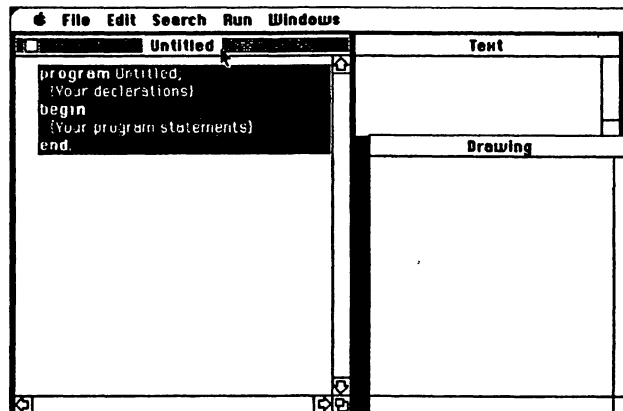 File Edit Search Run Windows
Untitled
Text
program Untitled;
{Your declarations}
begin
{Your program statements}
end.
Drawing